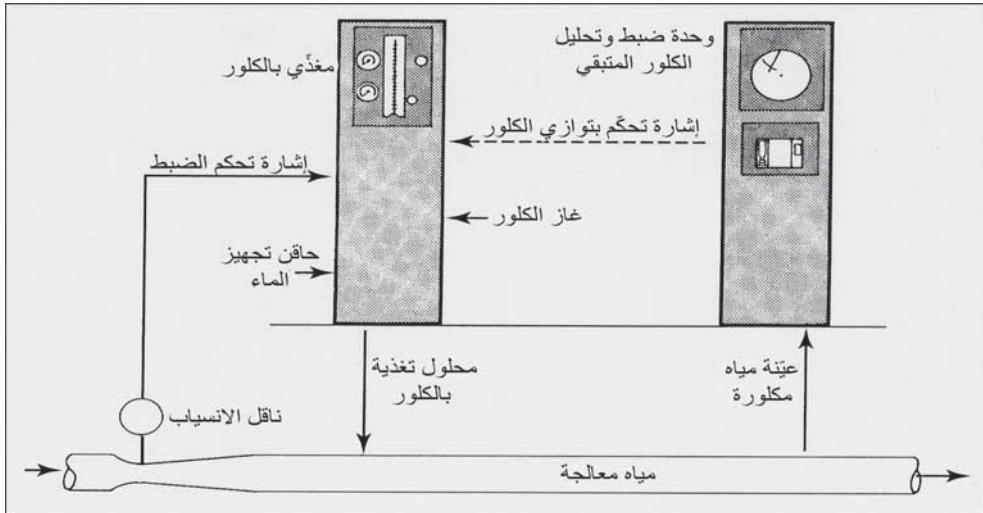 وحدة ضبط وتحليل
الكلور المتبقي
مغذّي بالكلور
إشارة تحكّم بتوازي الكلور
إشارة تحكم الضبط
غاز الكلور
حاقن تجهيز
الماء
محلول تغذية
بالكلور
عيّنة مياه
مكلورة
ناقل الانسياب
مياه معالجة